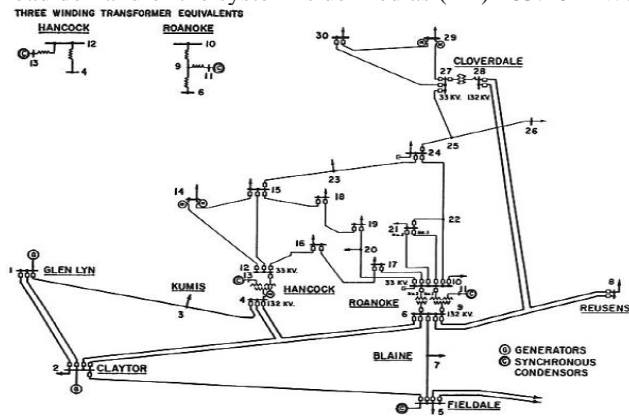 THREE WINDING TRANSFORMER EQUIVALENTS
HANCOCK
ROANOKE
12
C
13
4
10
9
C
11
6
30
29
CLOVERDALE
27
28
33 KV.
132 KV.
26
25
24
23
15
14
18
19
22
21
16
20
17
12
33 KV.
13
C
HANCOCK
4
132 KV.
ROANOKE
33 KV.
10
11
C
9
6
132 KV.
8
REUSENS
G
1
GLEN LYN
KUMIS
3
BLAINE
7
2
CLAYTOR
G
C
5
FIELDALE
G GENERATORS
C SYNCHRONOUS
CONDENSORS